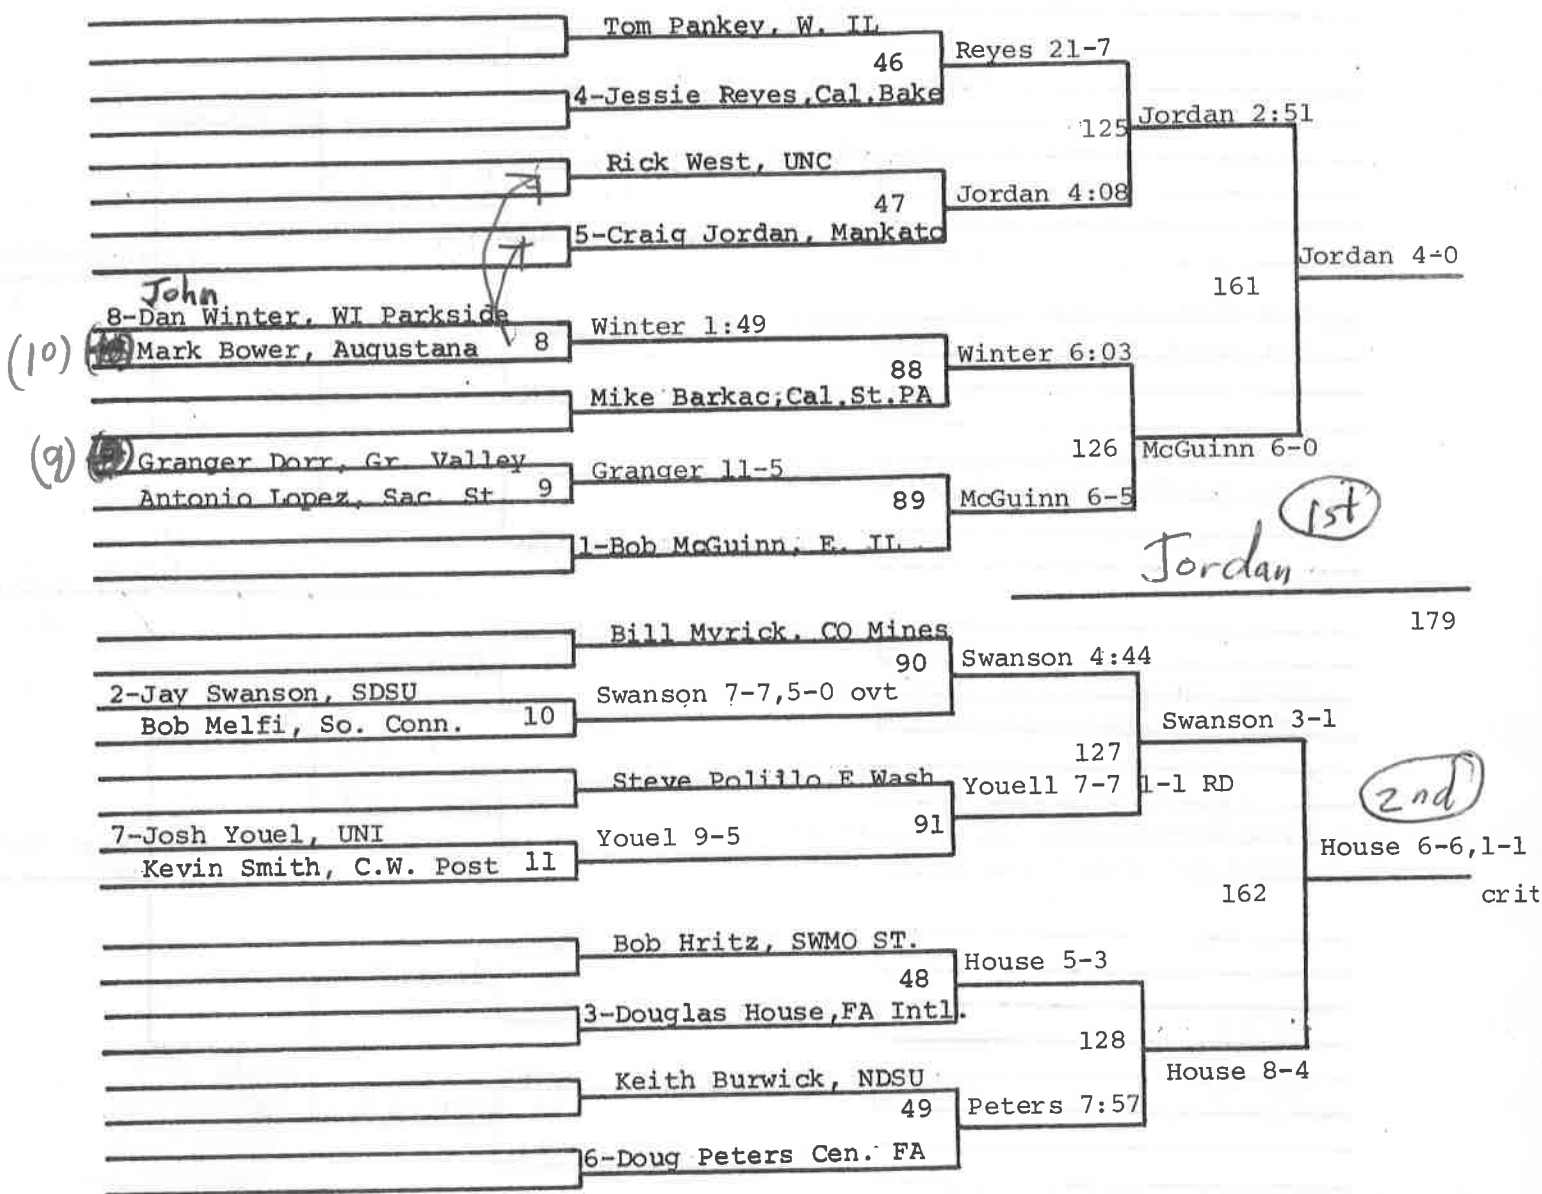 Tom Pankey, W. IL
46
Reyes 21-7
4-Jessie Reyes,Cal.Bake
125
Jordan 2:51
Rick West, UNC
47
Jordan 4:08
5-Craig Jordan, Mankato
161
Jordan 4-0
John
8-Dan Winter, WI Parkside
(10)
Mark Bower, Augustana 8
Winter 1:49
88
Winter 6:03
Mike Barkac,Cal.St.PA
126
McGuinn 6-0
(9)
Granger Dorr, Gr. Valley
Antonio Lopez, Sac. St 9
Granger 11-5
89
McGuinn 6-5
1-Bob McGuinn, E. IL
1st
Jordan
179
Bill Myrick, CO Mines
90
Swanson 4:44
2-Jay Swanson, SDSU
Bob Melfi, So. Conn. 10
Swanson 7-7,5-0 ovt
127
Swanson 3-1
Steve Polillo E Wash
91
Youell 7-7 1-1 RD
7-Josh Youel, UNI
Kevin Smith, C.W. Post 11
Youel 9-5
2nd
House 6-6,1-1
crit
162
Bob Hritz, SWMO ST.
48
House 5-3
3-Douglas House,FA Intl.
128
House 8-4
Keith Burwick, NDSU
49
Peters 7:57
6-Doug Peters Cen. FA